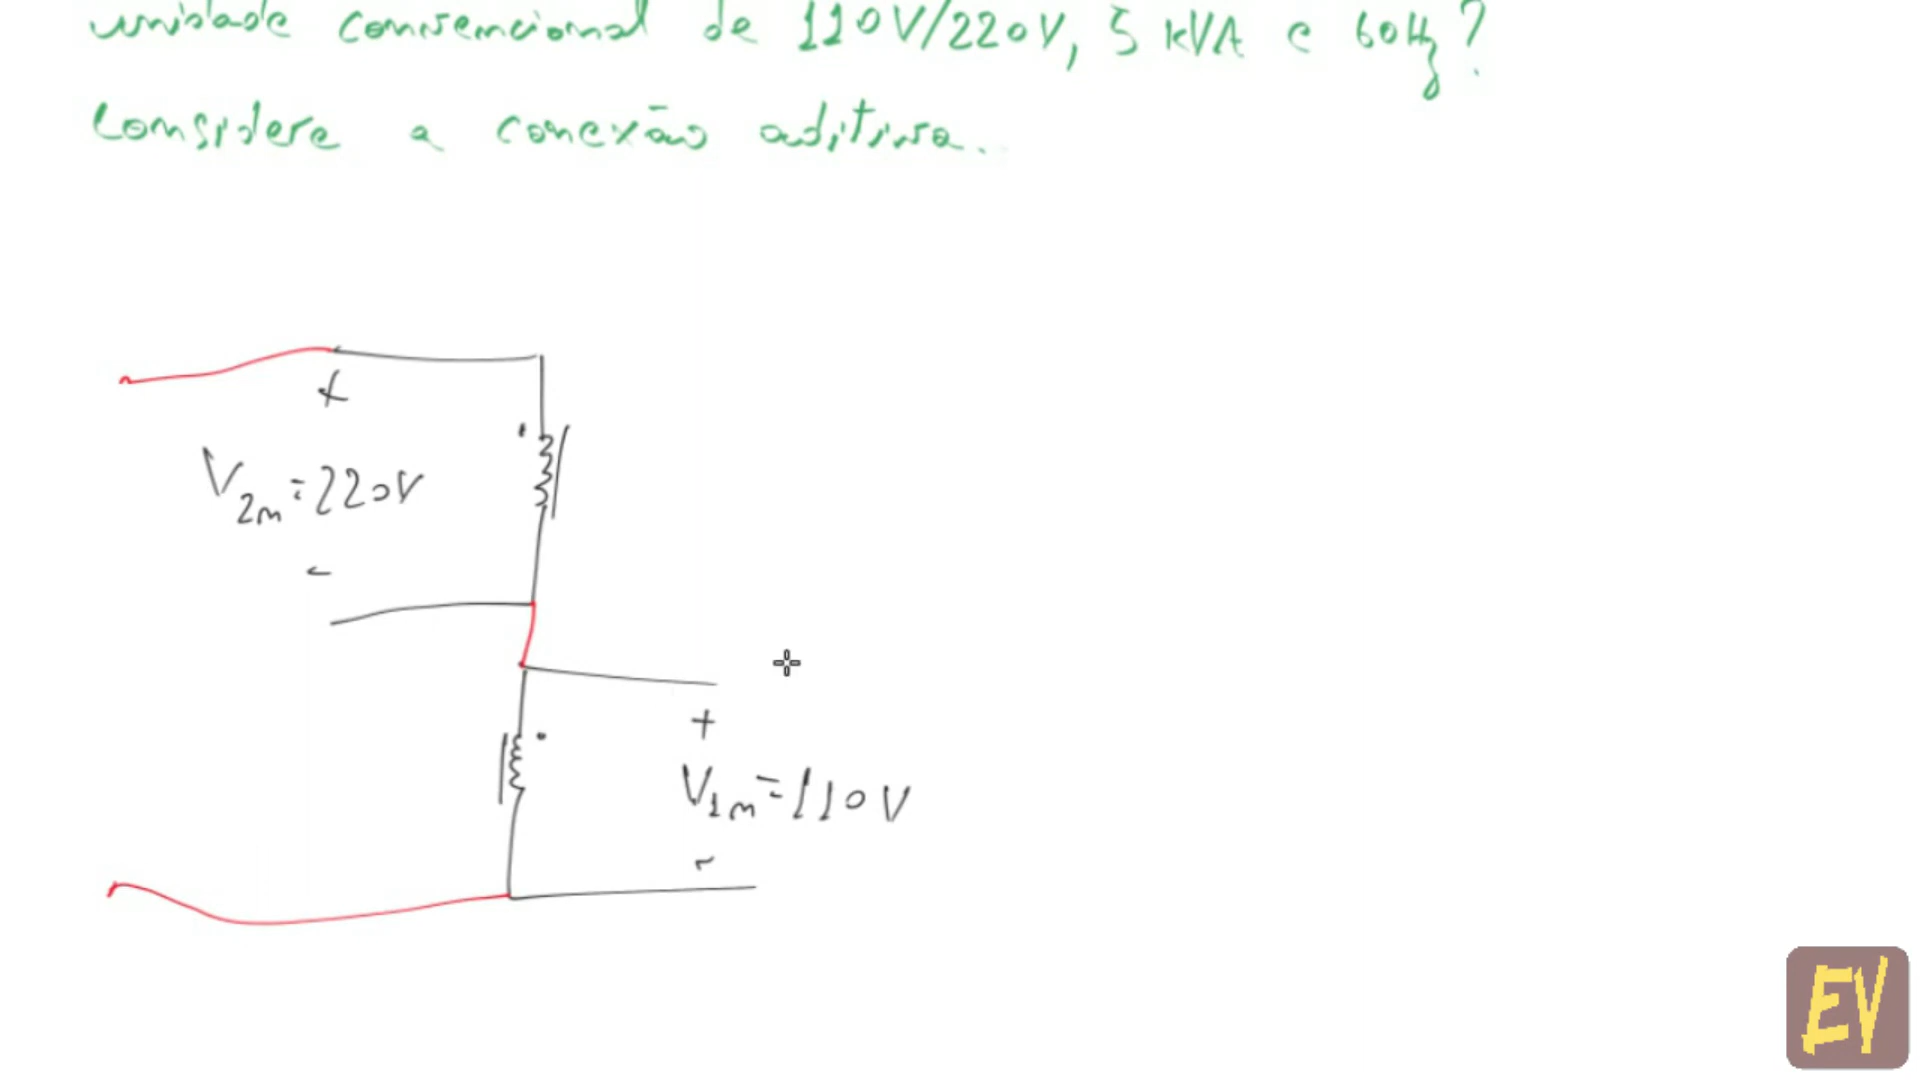 unidade convencional de 110V/220V, 5 kVA e 60Hz?
Considere a conexão aditiva.
+
V2m=220V
-
+
V1m=110V
-
EV